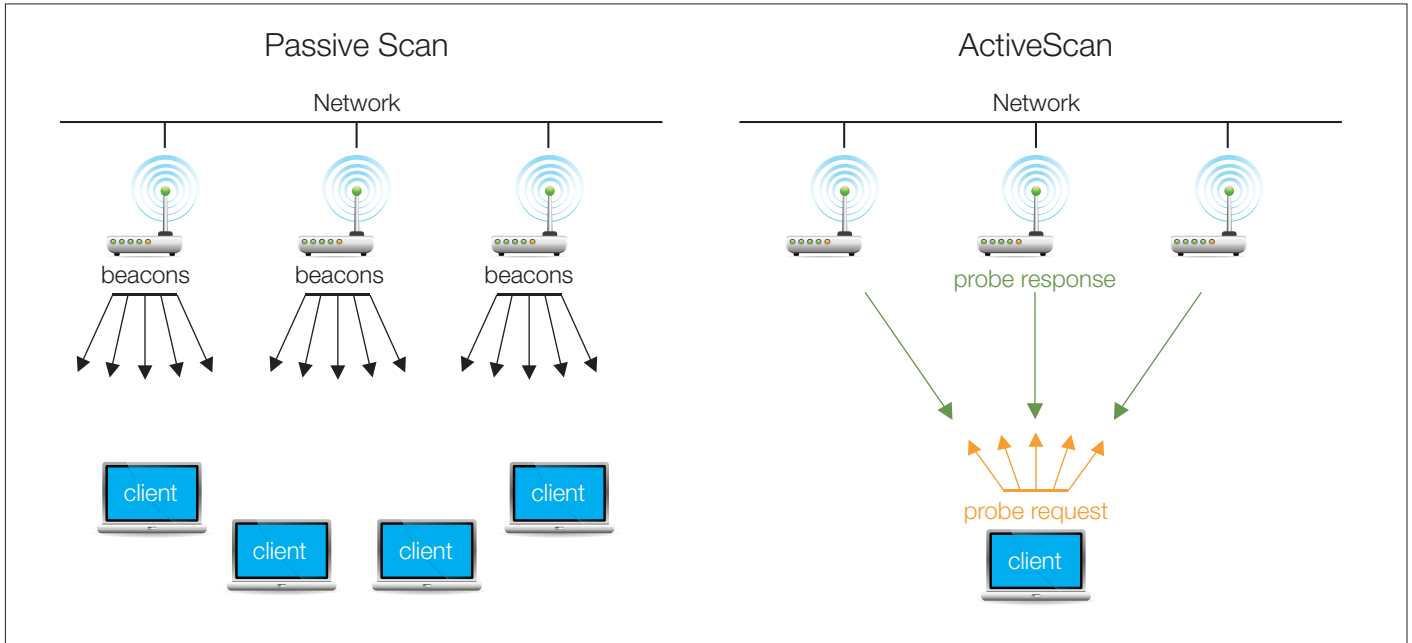 Passive Scan
Network
beacons
beacons
beacons
client
client
client
client
ActiveScan
Network
probe response
probe request
client